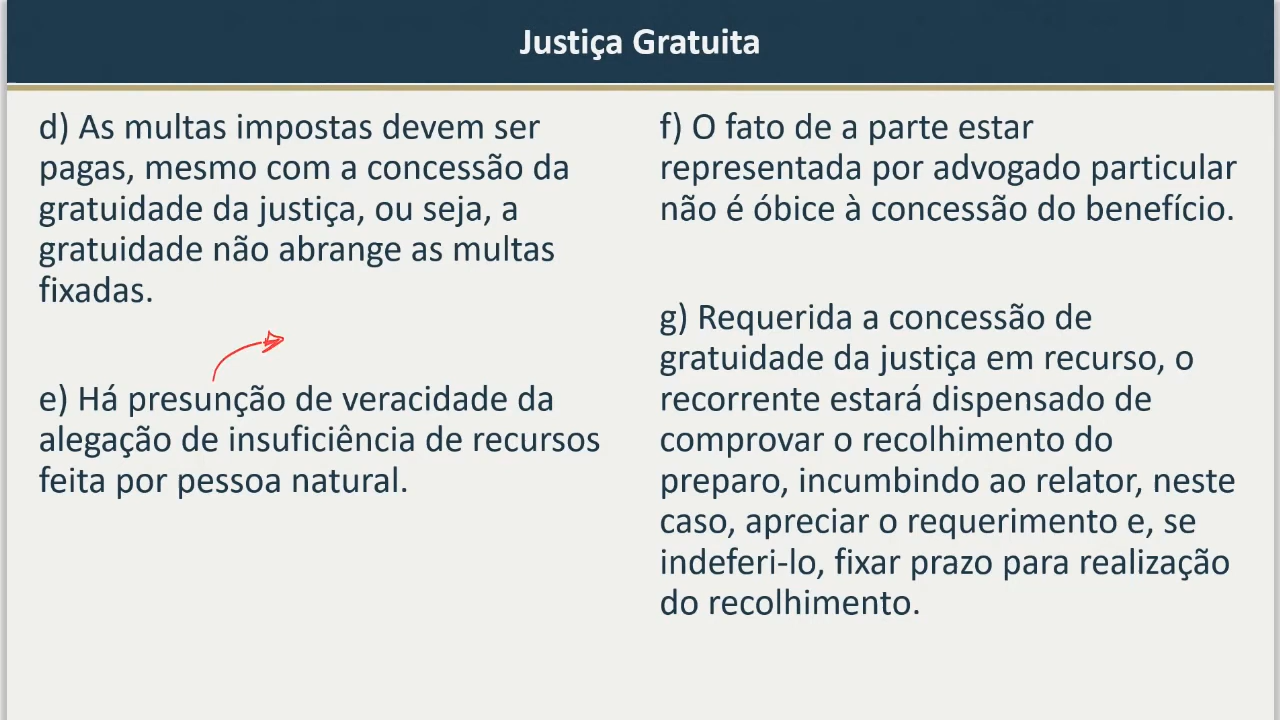 Justiça Gratuita
d) As multas impostas devem ser
pagas, mesmo com a concessão da
gratuidade da justiça, ou seja, a
gratuidade não abrange as multas
fixadas.
e) Há presunção de veracidade da
alegação de insuficiência de recursos
feita por pessoa natural.
f) O fato de a parte estar
representada por advogado particular
não é óbice à concessão do benefício.
g) Requerida a concessão de
gratuidade da justiça em recurso, o
recorrente estará dispensado de
comprovar o recolhimento do
preparo, incumbindo ao relator, neste
caso, apreciar o requerimento e, se
indeferi-lo, fixar prazo para realização
do recolhimento.